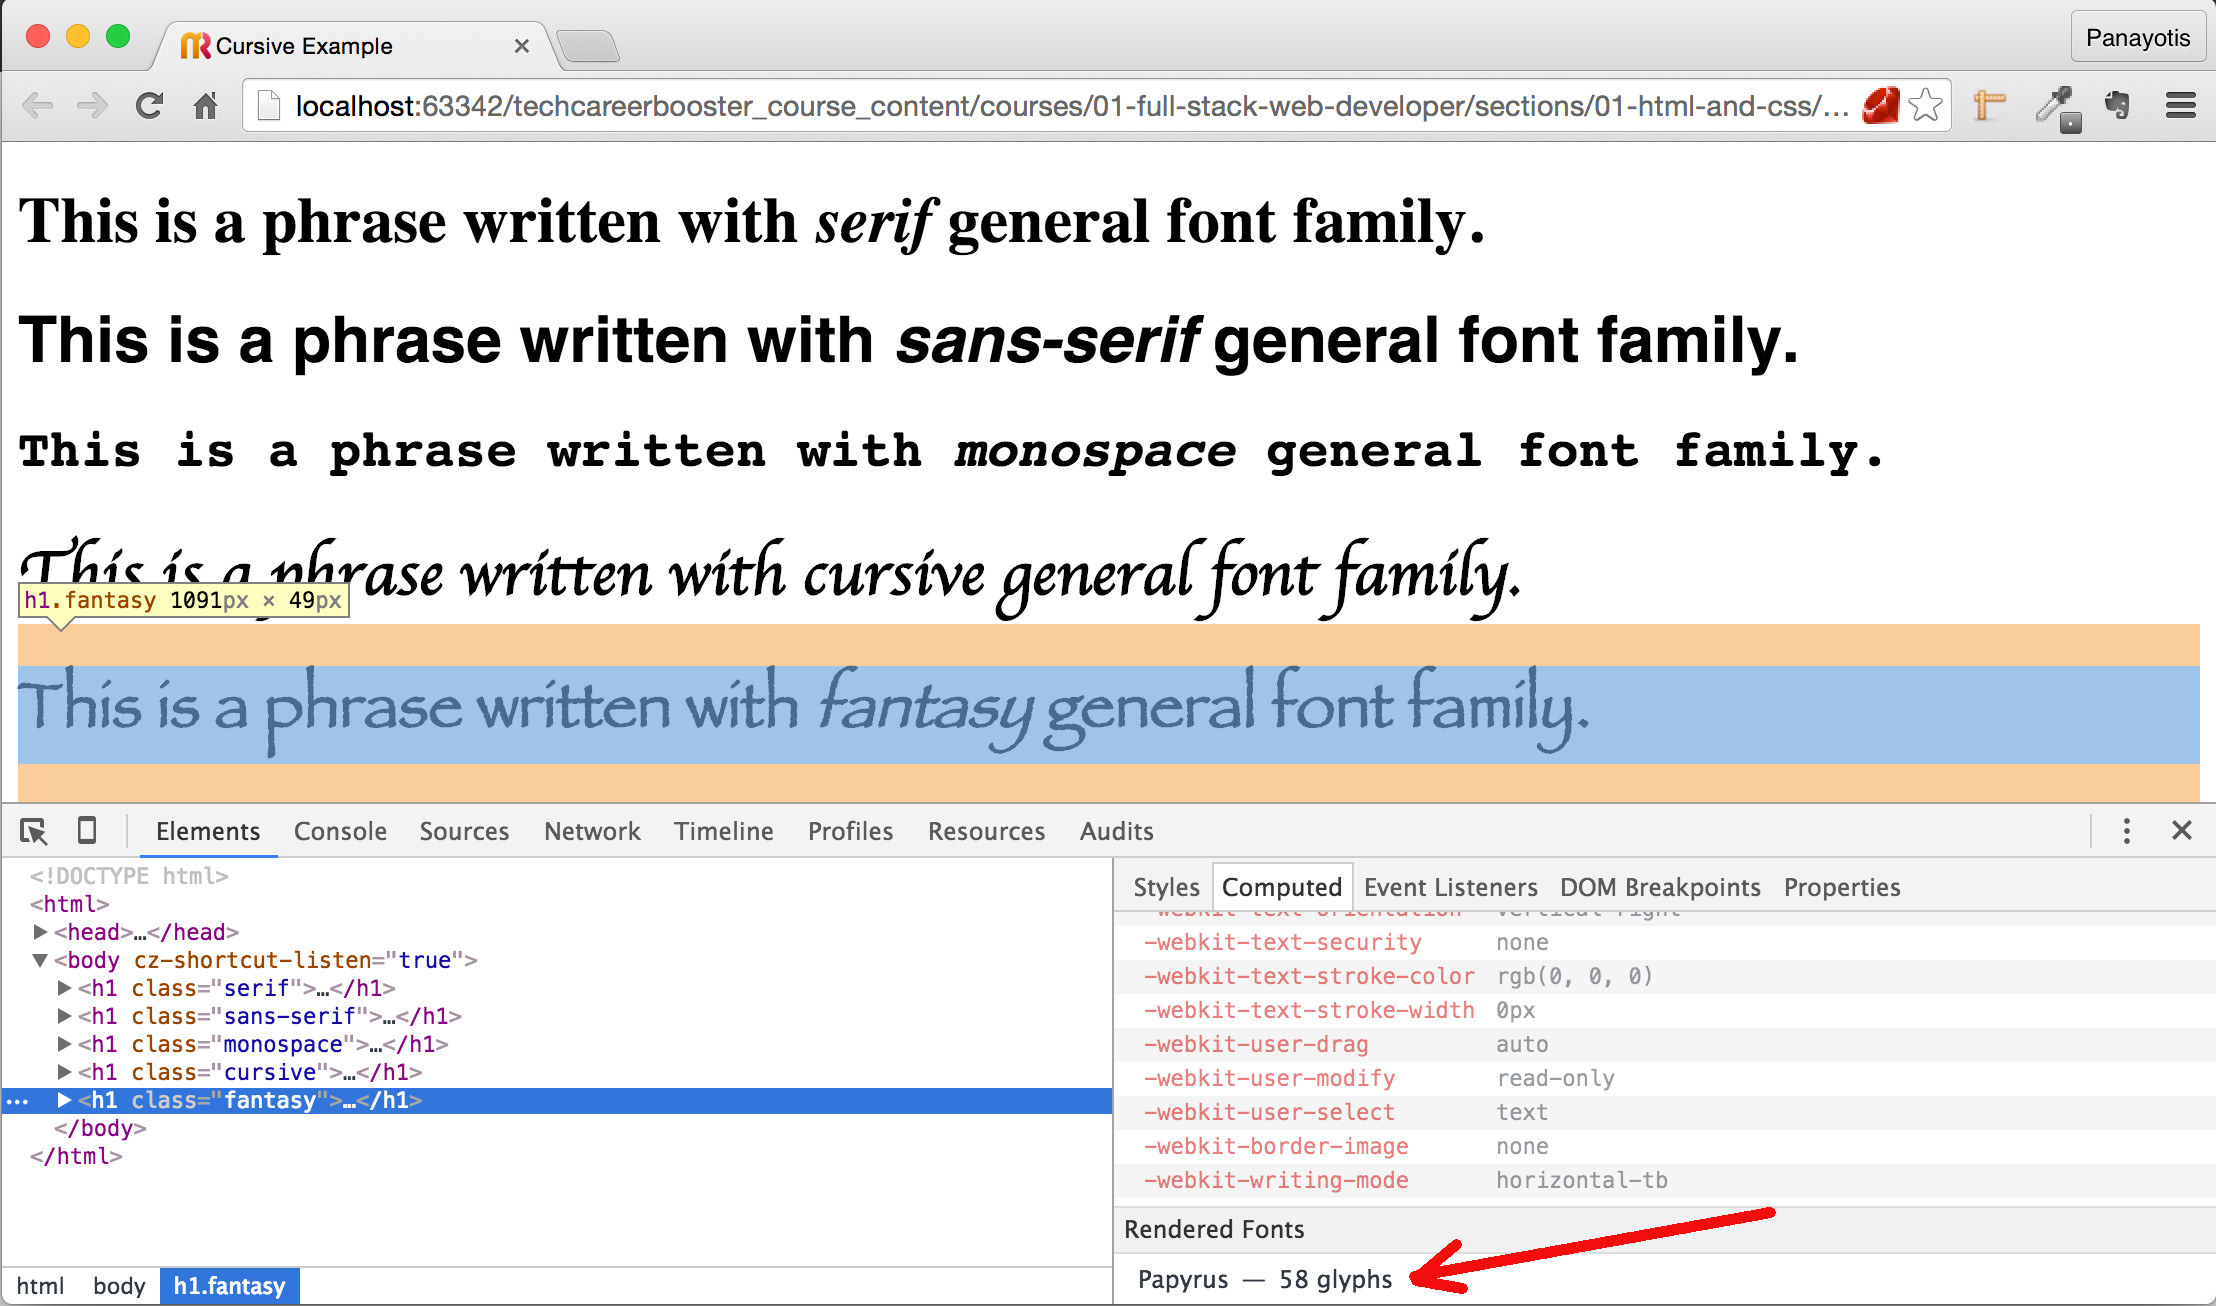 Cursive Example
Panayotis
localhost:63342/techcareerbooster_course_content/courses/01-full-stack-web-developer/sections/01-html-and-css/...
This is a phrase written with serif general font family.
This is a phrase written with sans-serif general font family.
This is a phrase written with monospace general font family.
This is a phrase written with cursive general font family.
h1.fantasy 1091px × 49px
This is a phrase written with fantasy general font family.
Elements Console Sources Network Timeline Profiles Resources Audits
<!DOCTYPE html>
<html>
<head>…</head>
<body cz-shortcut-listen="true">
<h1 class="serif">…</h1>
<h1 class="sans-serif">…</h1>
<h1 class="monospace">…</h1>
<h1 class="cursive">…</h1>
<h1 class="fantasy">…</h1>
</body>
</html>
html body h1.fantasy
Styles Computed Event Listeners DOM Breakpoints Properties
-webkit-text-orientation vertical-right
-webkit-text-security none
-webkit-text-stroke-color rgb(0, 0, 0)
-webkit-text-stroke-width 0px
-webkit-user-drag auto
-webkit-user-modify read-only
-webkit-user-select text
-webkit-border-image none
-webkit-writing-mode horizontal-tb
Rendered Fonts
Papyrus — 58 glyphs